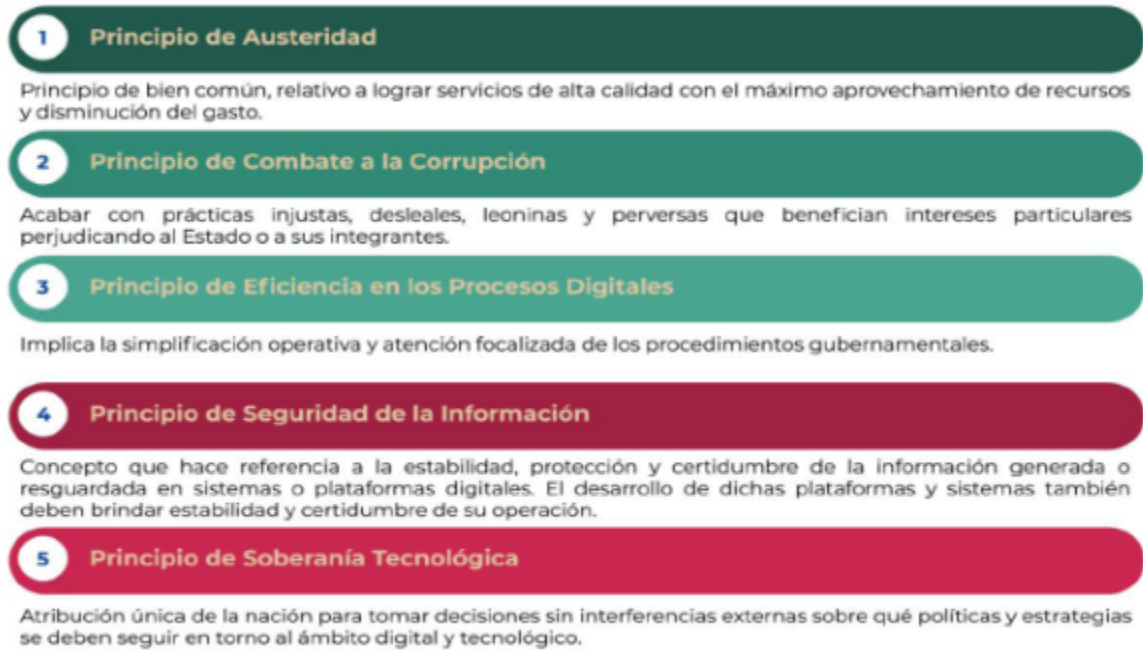 1 Principio de Austeridad
Principio de bien común, relativo a lograr servicios de alta calidad con el máximo aprovechamiento de recursos
y disminución del gasto.
2 Principio de Combate a la Corrupción
Acabar con prácticas injustas, desleales, leoninas y perversas que benefician intereses particulares
perjudicando al Estado o a sus integrantes.
3 Principio de Eficiencia en los Procesos Digitales
Implica la simplificación operativa y atención focalizada de los procedimientos gubernamentales.
4 Principio de Seguridad de la Información
Concepto que hace referencia a la estabilidad, protección y certidumbre de la información generada o
resguardada en sistemas o plataformas digitales. El desarrollo de dichas plataformas y sistemas también
deben brindar estabilidad y certidumbre de su operación.
5 Principio de Soberanía Tecnológica
Atribución única de la nación para tomar decisiones sin interferencias externas sobre qué políticas y estrategias
se deben seguir en torno al ámbito digital y tecnológico.